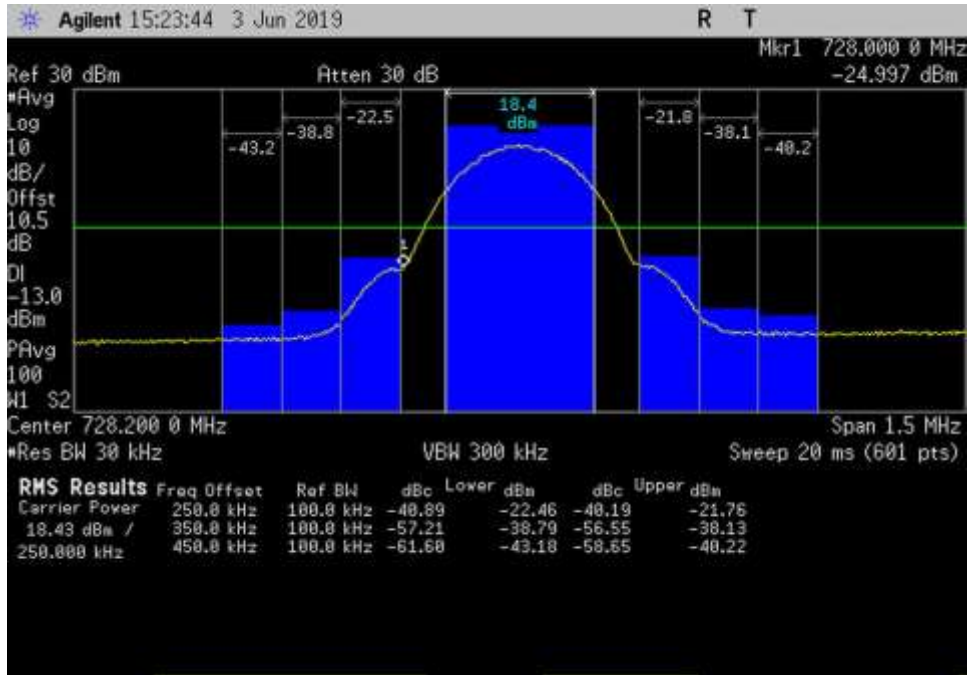 Agilent 15:23:44 3 Jun 2019 R T
Mkr1 728.000 0 MHz
Ref 30 dBm Atten 30 dB -24.997 dBm
#Avg
Log
10
dB/
Offst
10.5
dB
DI
-13.0
dBm
PAvg
100
W1 S2
18.4
dBm
-43.2
-38.8
-22.5
-21.8
-38.1
-40.2
1
Center 728.200 0 MHz Span 1.5 MHz
#Res BW 30 kHz VBW 300 kHz Sweep 20 ms (601 pts)
RMS Results Freq Offset Ref BW dBc Lower dBm dBc Upper dBm
Carrier Power 250.0 kHz 100.0 kHz -40.89 -22.46 -40.19 -21.76
18.43 dBm / 350.0 kHz 100.0 kHz -57.21 -38.79 -56.55 -38.13
250.000 kHz 450.0 kHz 100.0 kHz -61.60 -43.18 -58.65 -40.22